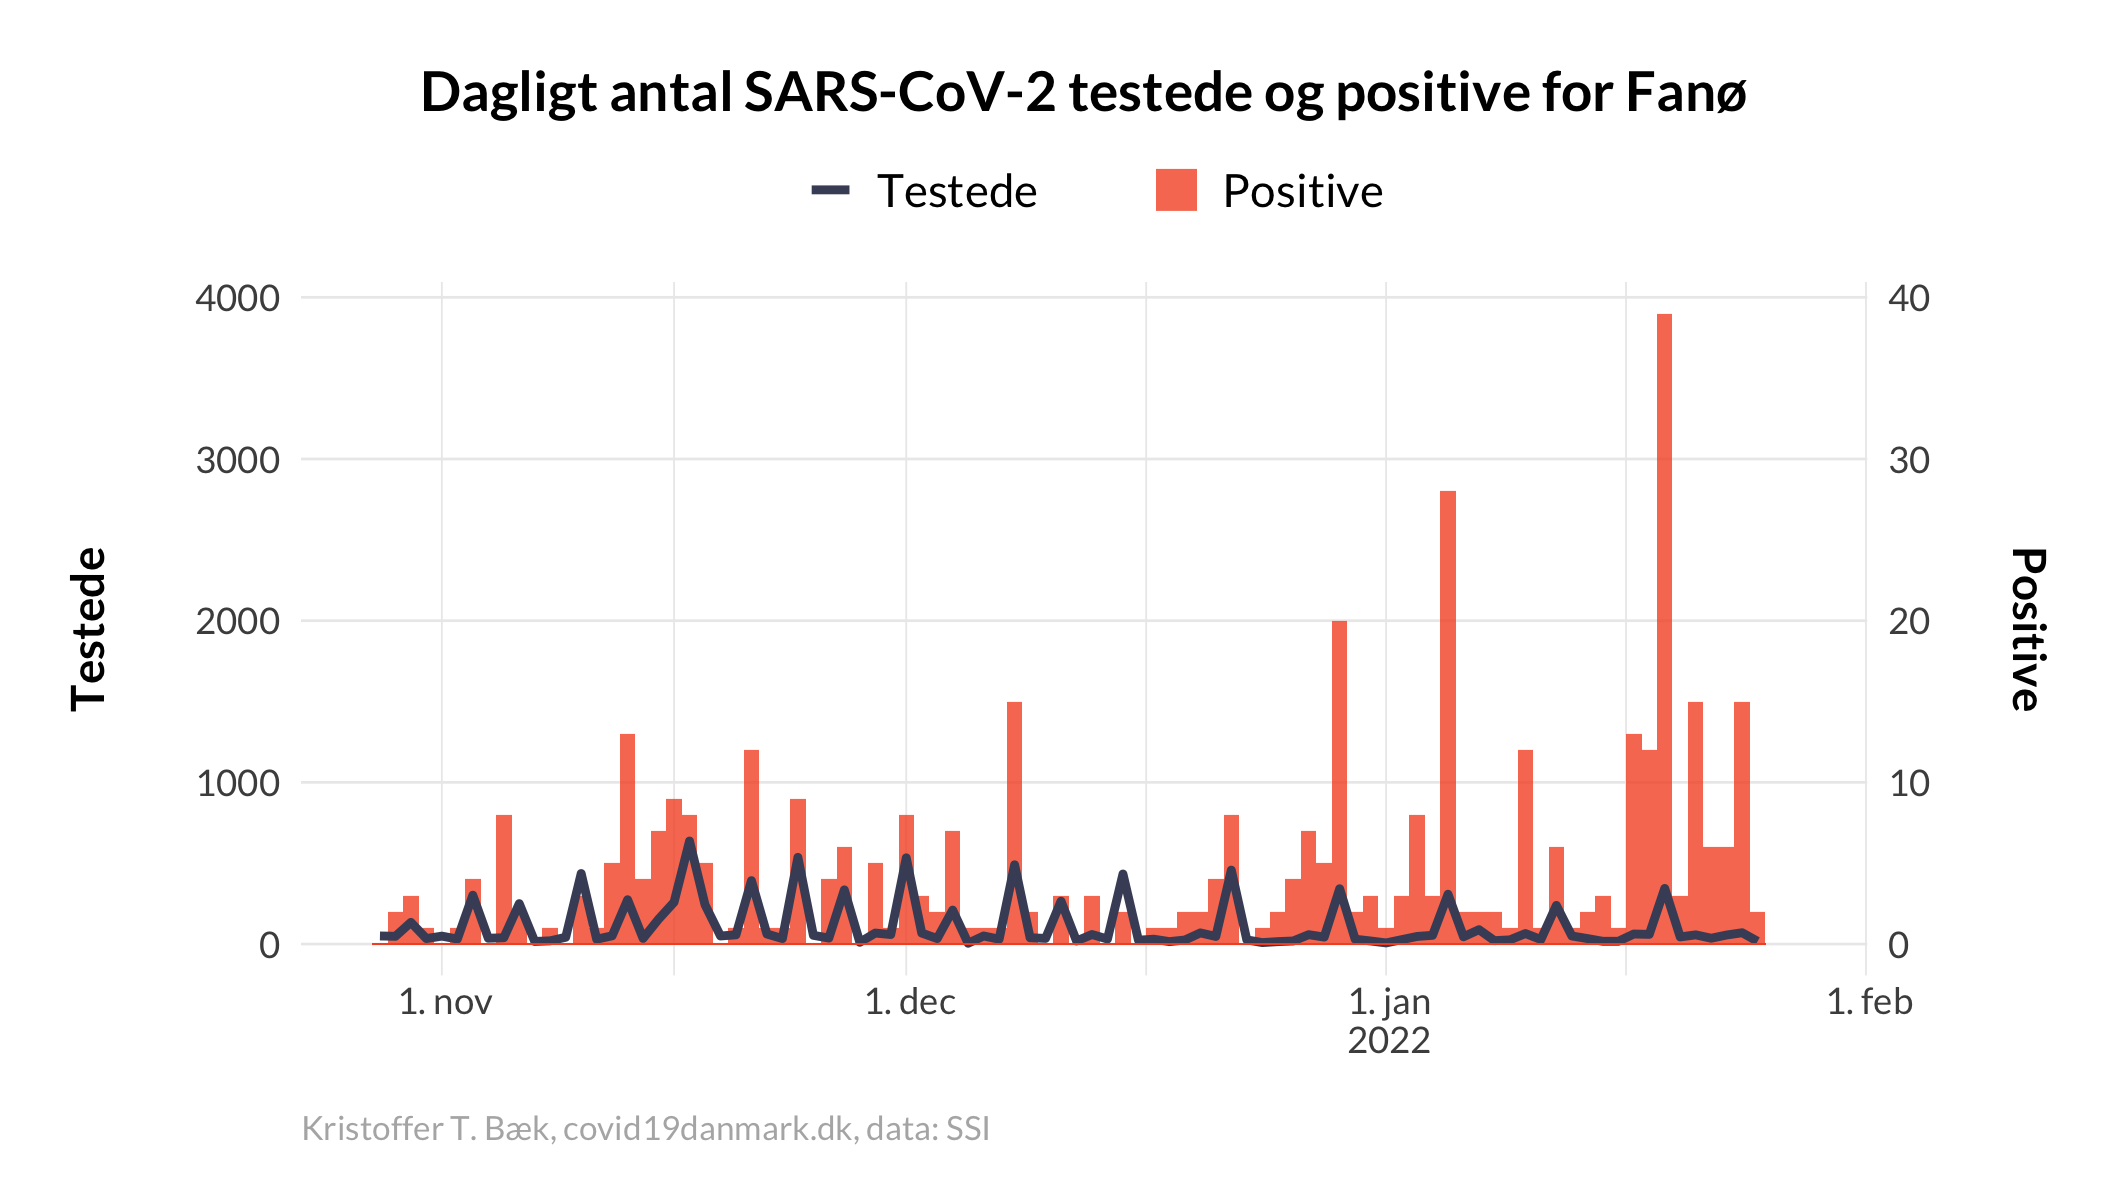 Dagligt antal SARS-CoV-2 testede og positive for Fanø
Testede Positive
4000 40
3000 30
2000 20
1000 10
0 0
Testede
Positive
1. nov 1. dec 1. jan 1. feb
2022
Kristoffer T. Bæk, covid19danmark.dk, data: SSI